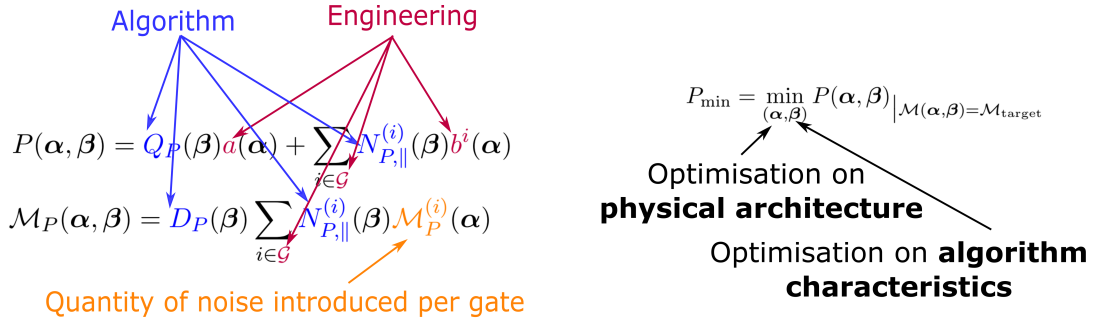 Algorithm
Engineering
P(α, β) = Q_P(β)a(α) + ∑_{i∈𝒢} N_{P,∥}^{(i)}(β)b^i(α)
ℳ_P(α, β) = D_P(β) ∑_{i∈𝒢} N_{P,∥}^{(i)}(β)ℳ_P^{(i)}(α)
Quantity of noise introduced per gate
P_min = min_{(α,β)} P(α, β)|_{ℳ(α,β)=ℳ_target}
Optimisation on
physical architecture
Optimisation on algorithm
characteristics